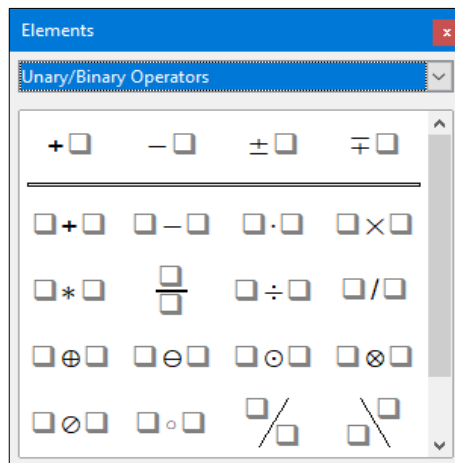 Elements x
Unary/Binary Operators
+❑ −❑ ±❑ ∓❑
❑+❑ ❑−❑ ❑⋅❑ ❑×❑
❑∗❑ ❑/❑ ❑÷❑ ❑/❑
❑⊕❑ ❑⊖❑ ❑⊙❑ ❑⊗❑
❑⊘❑ ❑∘❑ ❑∕❑ ❑∖❑